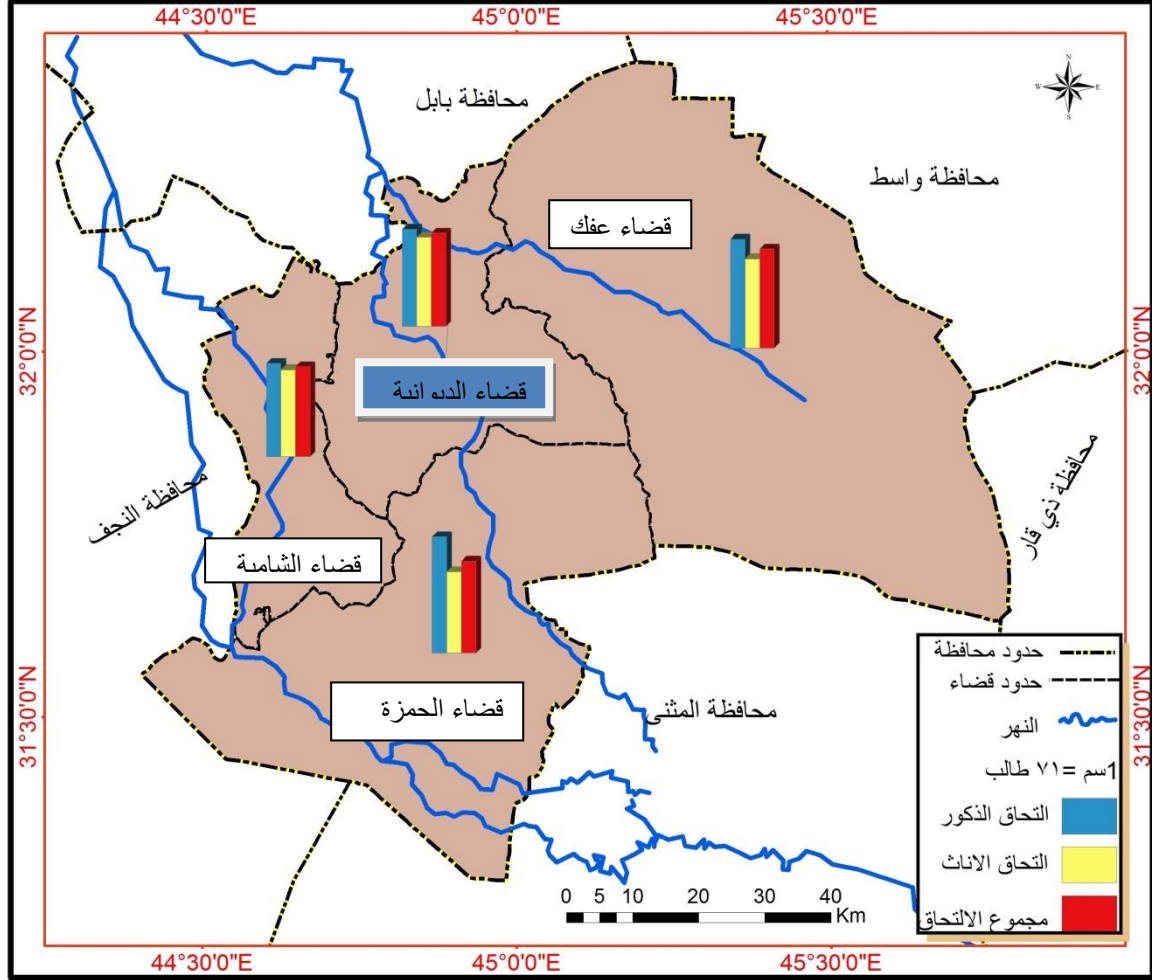 44°30'0"E
45°0'0"E
45°30'0"E
N
W
E
S
محافظة بابل
محافظة واسط
قضاء عفك
32°0'0"N
32°0'0"N
قضاء الديوانية
محافظة ذي قار
محافظة النجف
قضاء الشامية
قضاء الحمزة
محافظة المثنى
31°30'0"N
31°30'0"N
حدود محافظة
حدود قضاء
النهر
1سم =٧١ طالب
التحاق الذكور
التحاق الاناث
مجموع الالتحاق
0 5 10 20 30 40
Km
44°30'0"E
45°0'0"E
45°30'0"E